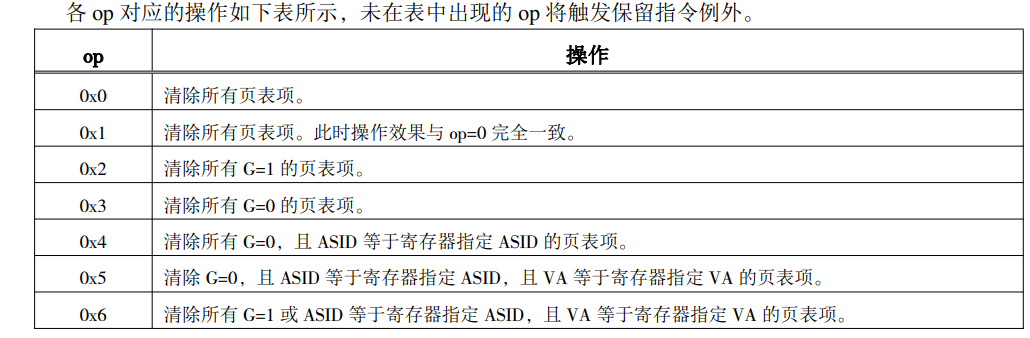 各 op 对应的操作如下表所示，未在表中出现的 op 将触发保留指令例外。
op 操作
0x0 清除所有页表项。
0x1 清除所有页表项。此时操作效果与 op=0 完全一致。
0x2 清除所有 G=1 的页表项。
0x3 清除所有 G=0 的页表项。
0x4 清除所有 G=0，且 ASID 等于寄存器指定 ASID 的页表项。
0x5 清除 G=0，且 ASID 等于寄存器指定 ASID，且 VA 等于寄存器指定 VA 的页表项。
0x6 清除所有 G=1 或 ASID 等于寄存器指定 ASID，且 VA 等于寄存器指定 VA 的页表项。